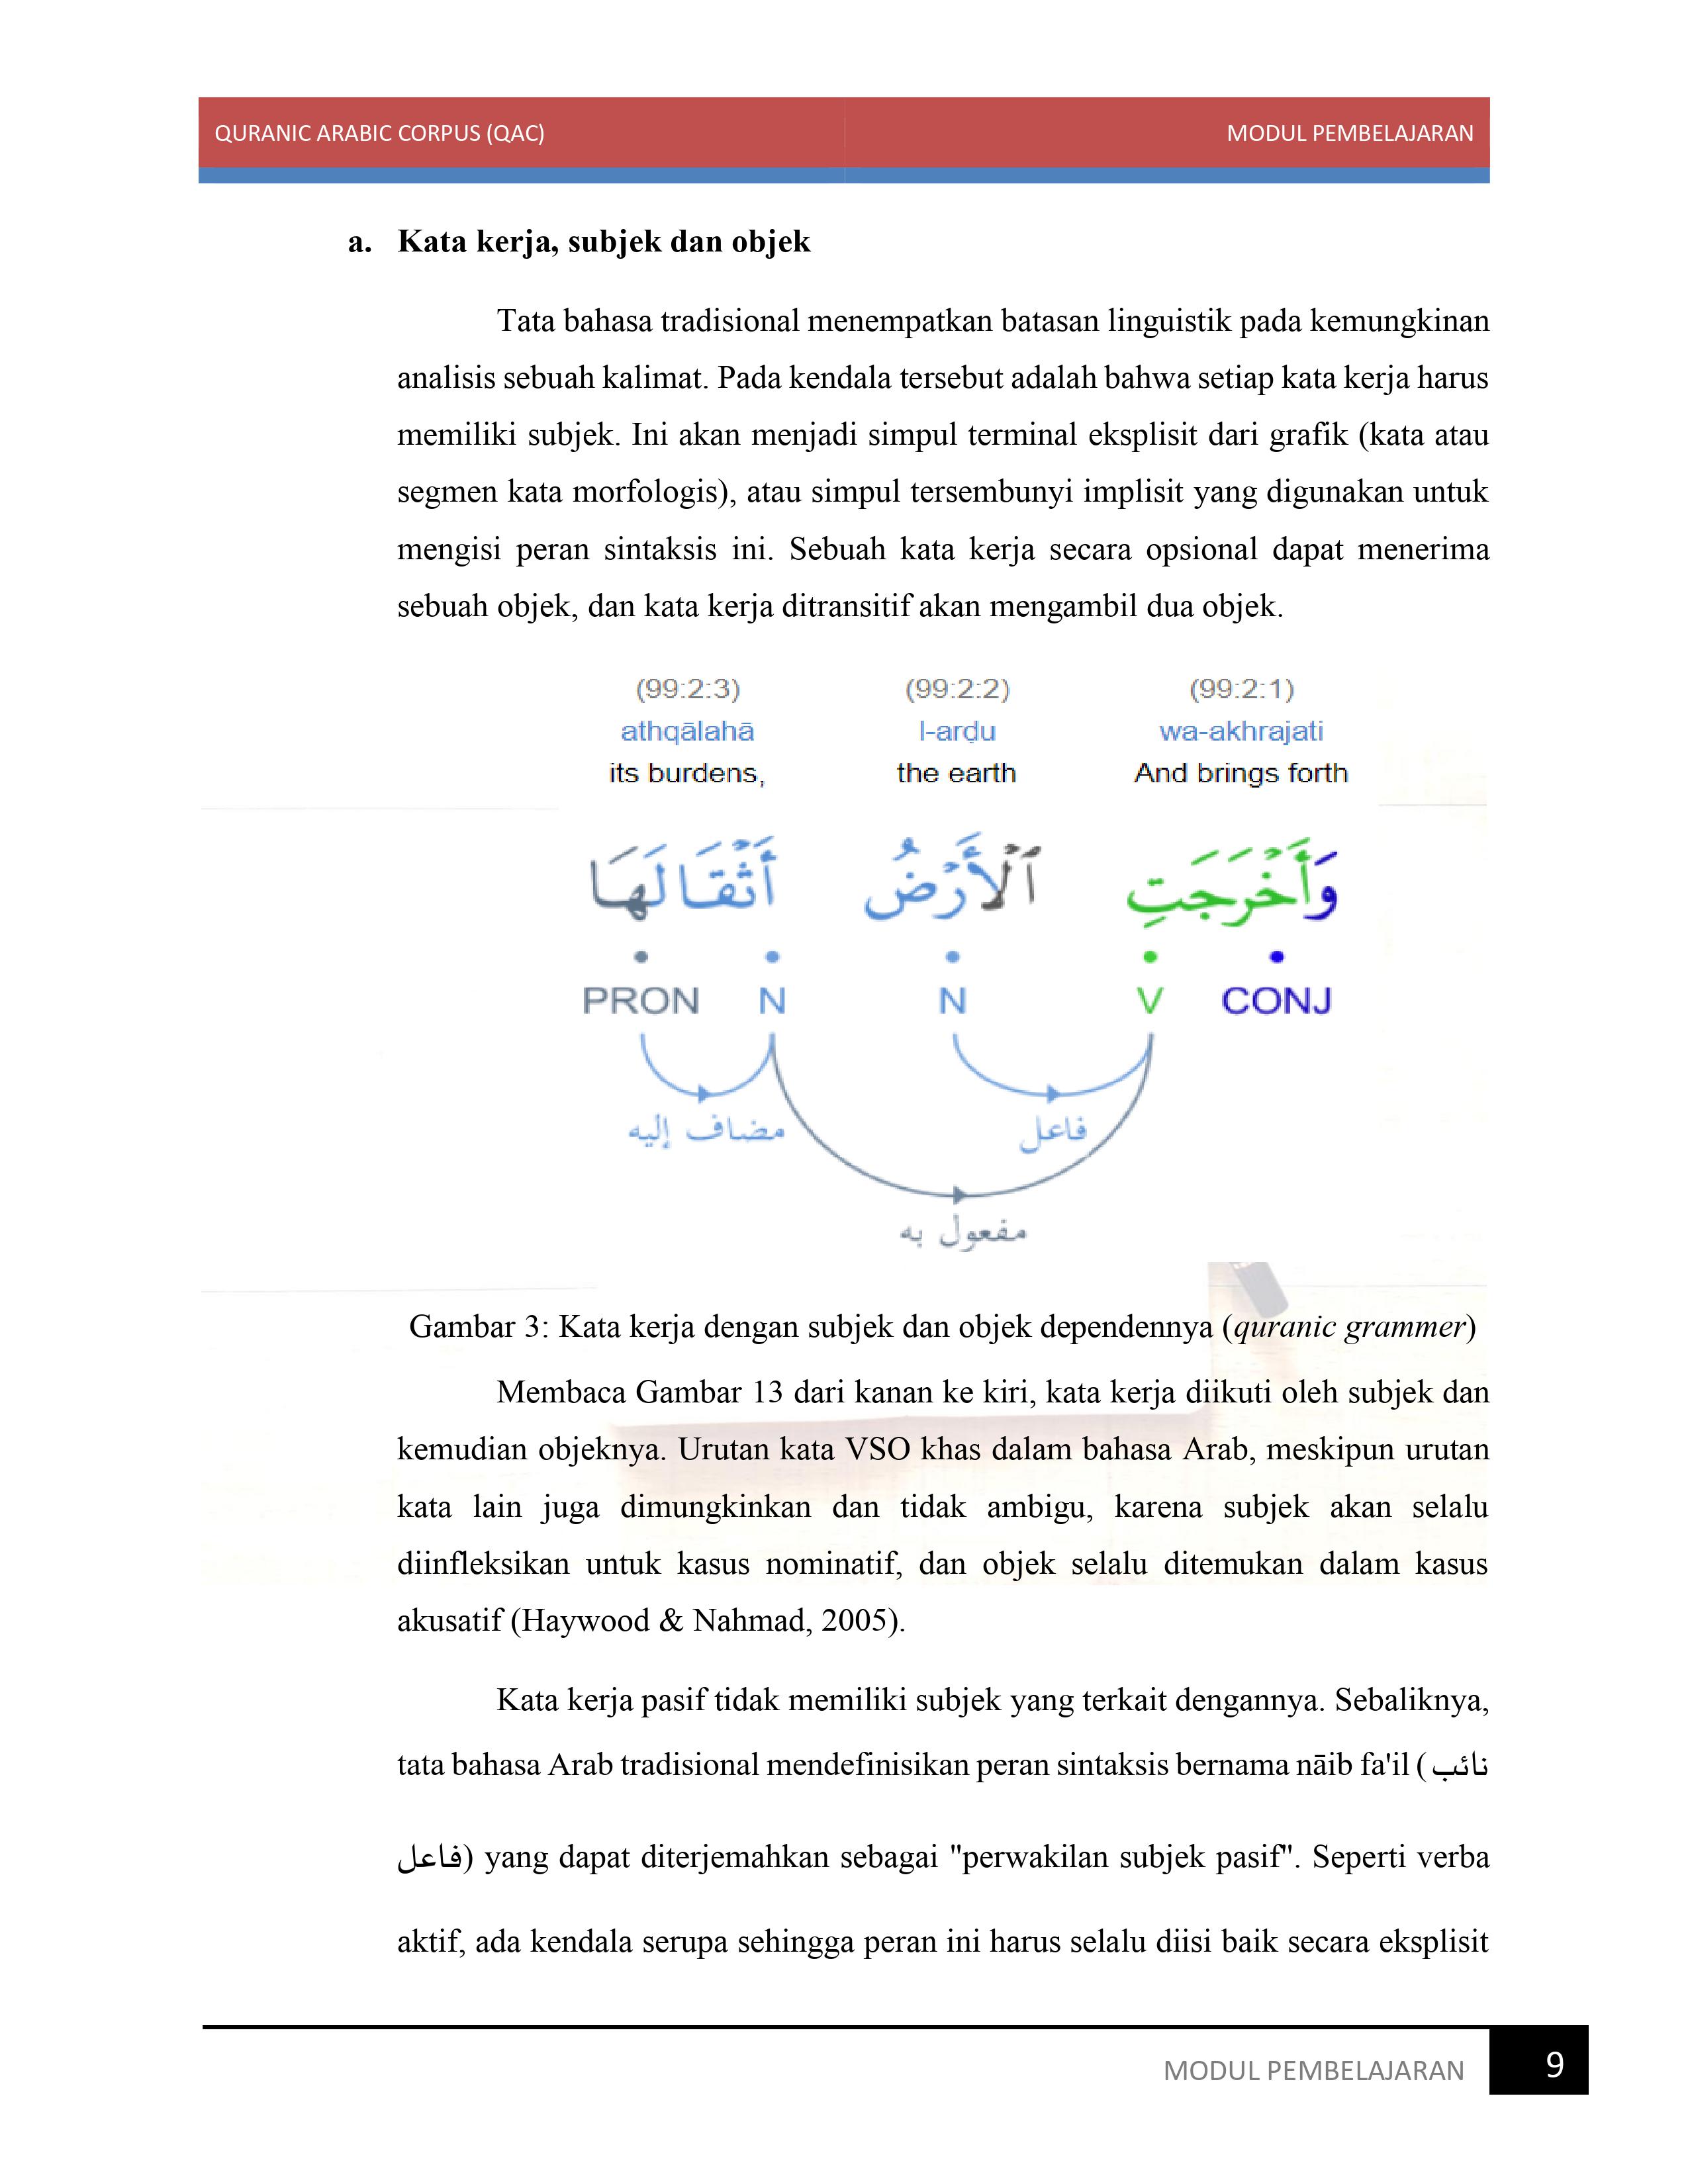 QURANIC ARABIC CORPUS (QAC) MODUL PEMBELAJARAN
a. Kata kerja, subjek dan objek
Tata bahasa tradisional menempatkan batasan linguistik pada kemungkinan
analisis sebuah kalimat. Pada kendala tersebut adalah bahwa setiap kata kerja harus
memiliki subjek. Ini akan menjadi simpul terminal eksplisit dari grafik (kata atau
segmen kata morfologis), atau simpul tersembunyi implisit yang digunakan untuk
mengisi peran sintaksis ini. Sebuah kata kerja secara opsional dapat menerima
sebuah objek, dan kata kerja ditransitif akan mengambil dua objek.
(99:2:3) (99:2:2) (99:2:1)
athqālahā l-arḍu wa-akhrajati
its burdens, the earth And brings forth
وَأَخْرَجَتِ ٱلْأَرْضُ أَثْقَالَهَا
PRON N N V CONJ
مضاف إليه فاعل
مفعول به
Gambar 3: Kata kerja dengan subjek dan objek dependennya (quranic grammer)
Membaca Gambar 13 dari kanan ke kiri, kata kerja diikuti oleh subjek dan
kemudian objeknya. Urutan kata VSO khas dalam bahasa Arab, meskipun urutan
kata lain juga dimungkinkan dan tidak ambigu, karena subjek akan selalu
diinfleksikan untuk kasus nominatif, dan objek selalu ditemukan dalam kasus
akusatif (Haywood & Nahmad, 2005).
Kata kerja pasif tidak memiliki subjek yang terkait dengannya. Sebaliknya,
tata bahasa Arab tradisional mendefinisikan peran sintaksis bernama nāib fa'il (نائب
فاعل) yang dapat diterjemahkan sebagai "perwakilan subjek pasif". Seperti verba
aktif, ada kendala serupa sehingga peran ini harus selalu diisi baik secara eksplisit
MODUL PEMBELAJARAN 9